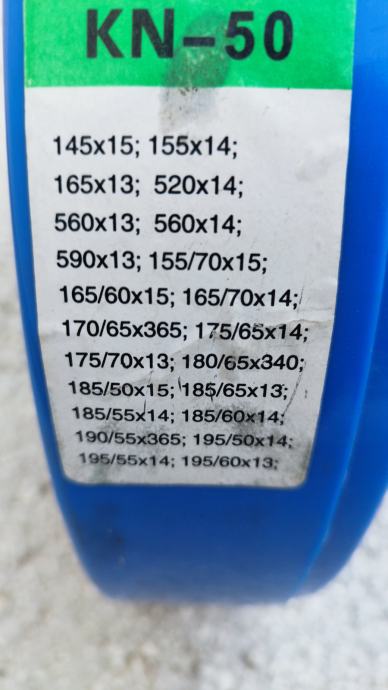 KN-50
145x15; 155x14;
165x13; 520x14;
560x13; 560x14;
590x13; 155/70x15;
165/60x15; 165/70x14;
170/65x365; 175/65x14;
175/70x13; 180/65x340;
185/50x15; 185/65x13;
185/55x14; 185/60x14;
190/55x365; 195/50x14;
195/55x14; 195/60x13;